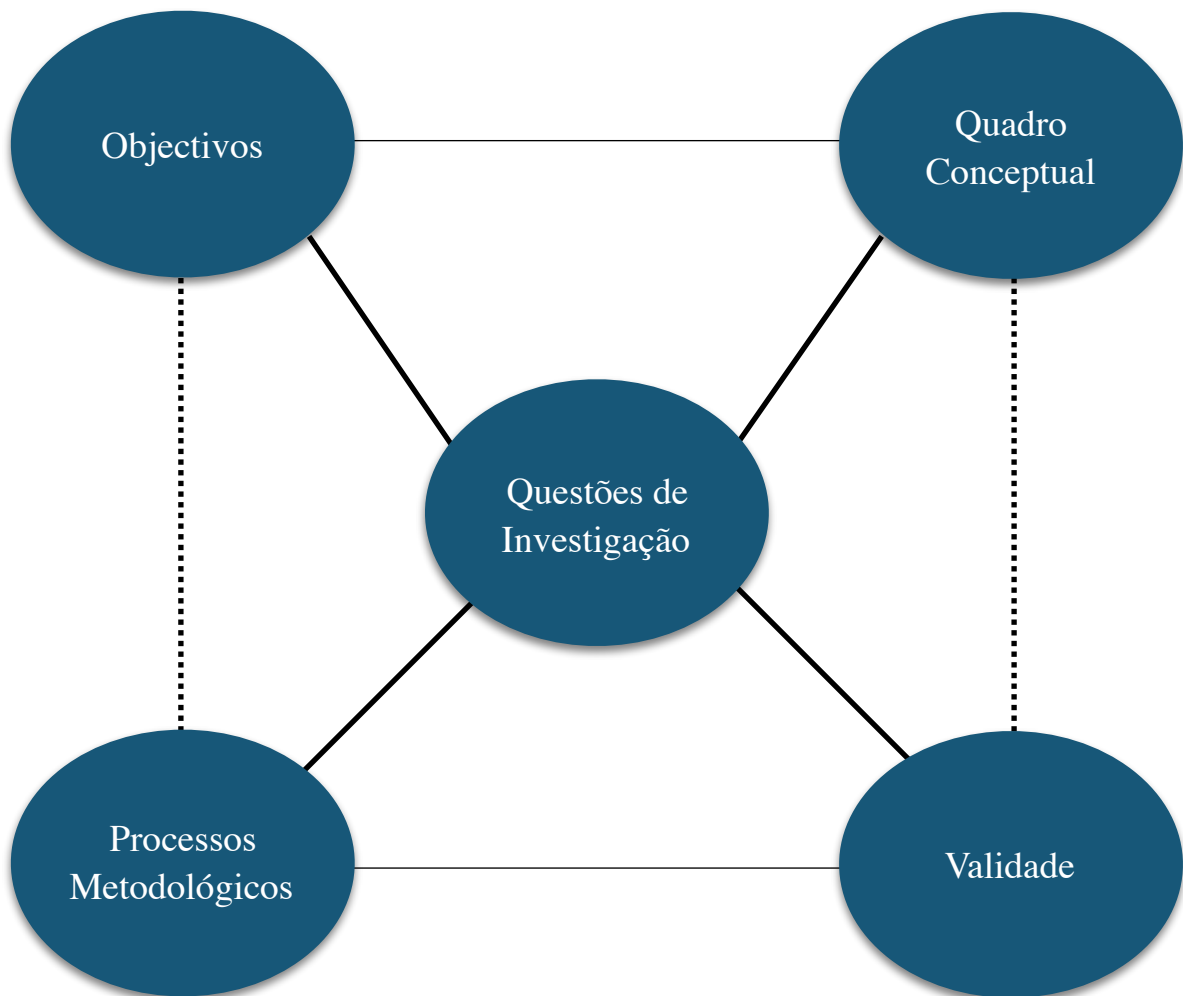 Objectivos
Quadro
Conceptual
Questões de
Investigação
Processos
Metodológicos
Validade